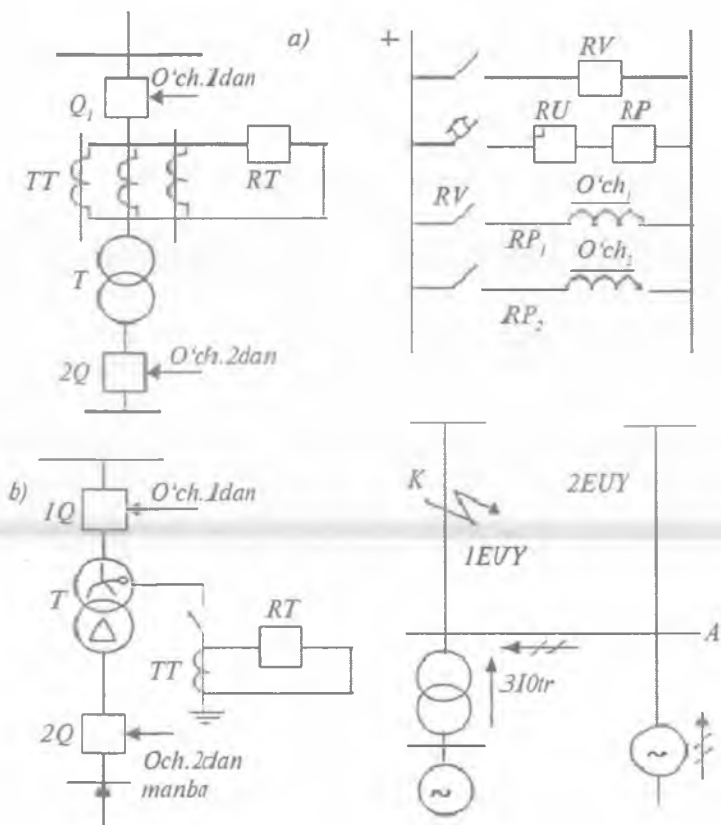 a)
O‘ch.1dan
Q₁
TT
RT
T
O‘ch.2dan
2Q
+
RV
RU RP
RV
O‘ch₁
RP₁
O‘ch₂
RP₂
b)
O‘ch.1dan
1Q
T
RT
TT
2Q
Och.2dan
manba
K
1EUY
2EUY
A
3I0tr
~
~